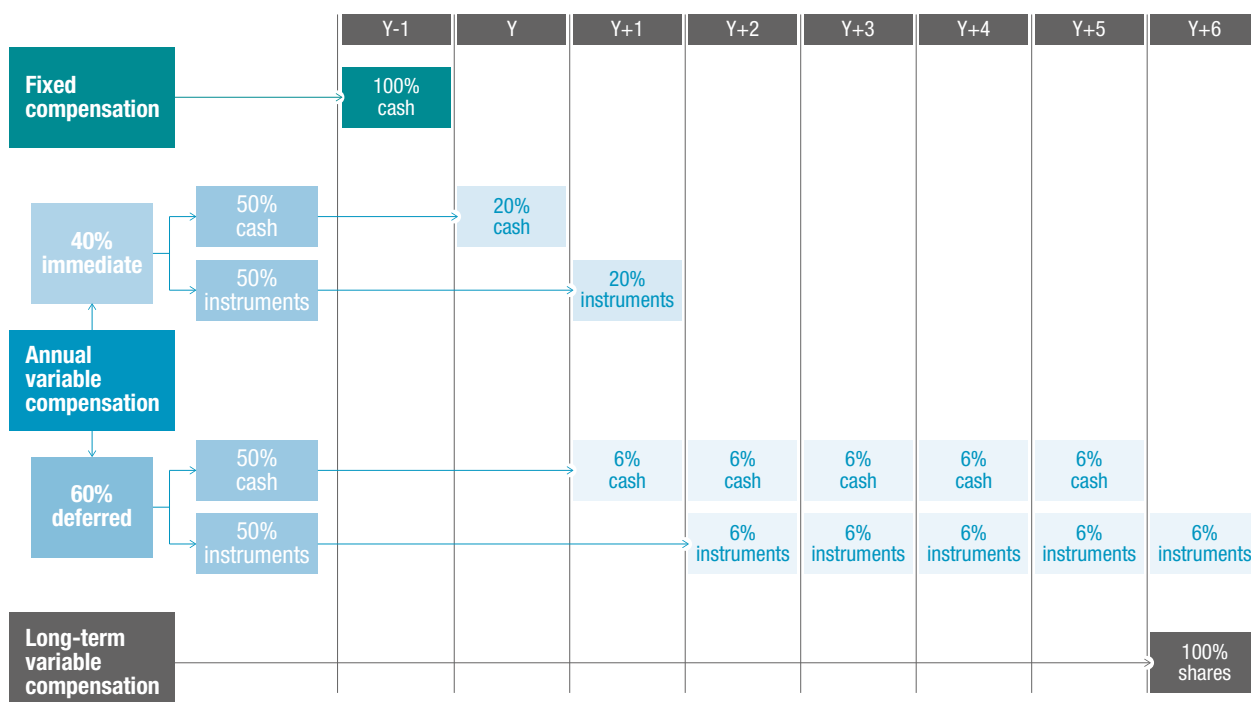 Y-1 Y Y+1 Y+2 Y+3 Y+4 Y+5 Y+6
Fixed
compensation
100%
cash
40%
immediate
50%
cash
20%
cash
50%
instruments
20%
instruments
Annual
variable
compensation
60%
deferred
50%
cash
6%
cash
6%
cash
6%
cash
6%
cash
6%
cash
50%
instruments
6%
instruments
6%
instruments
6%
instruments
6%
instruments
6%
instruments
Long-term
variable
compensation
100%
shares